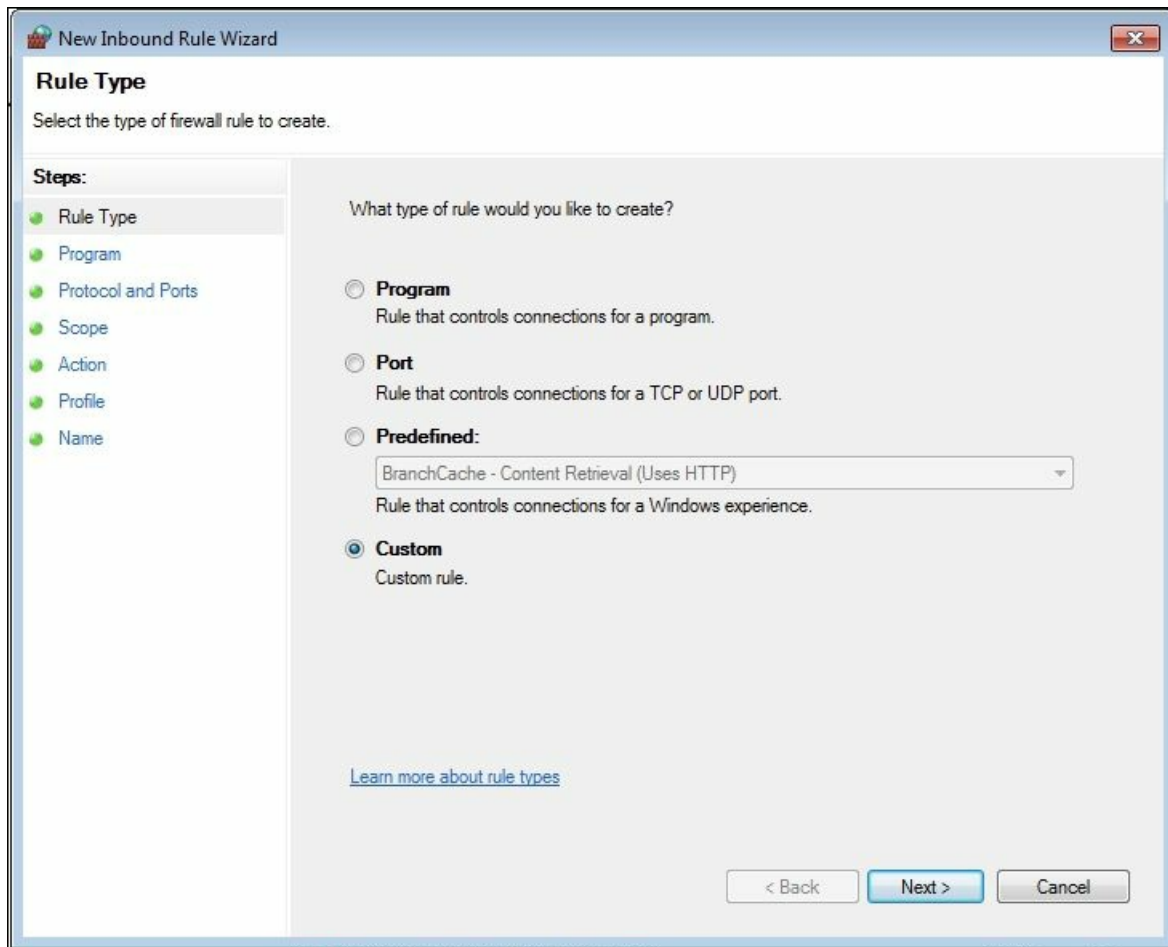 New Inbound Rule Wizard
Rule Type
Select the type of firewall rule to create.
Steps:
Rule Type
Program
Protocol and Ports
Scope
Action
Profile
Name
What type of rule would you like to create?
Program
Rule that controls connections for a program.
Port
Rule that controls connections for a TCP or UDP port.
Predefined:
BranchCache - Content Retrieval (Uses HTTP)
Rule that controls connections for a Windows experience.
Custom
Custom rule.
Learn more about rule types
< Back
Next >
Cancel